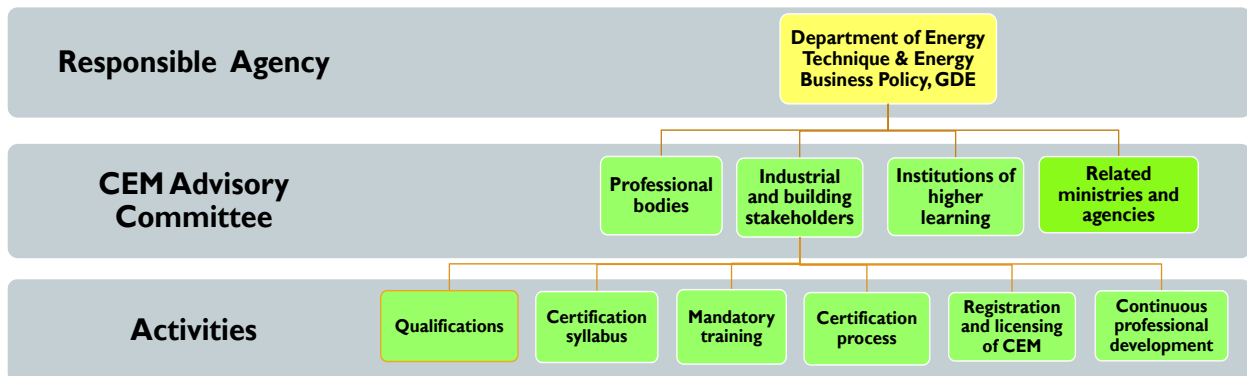 Responsible Agency
Department of Energy
Technique & Energy
Business Policy, GDE
CEM Advisory
Committee
Professional
bodies
Industrial
and building
stakeholders
Institutions of
higher
learning
Related
ministries and
agencies
Activities
Qualifications
Certification
syllabus
Mandatory
training
Certification
process
Registration
and licensing
of CEM
Continuous
professional
development